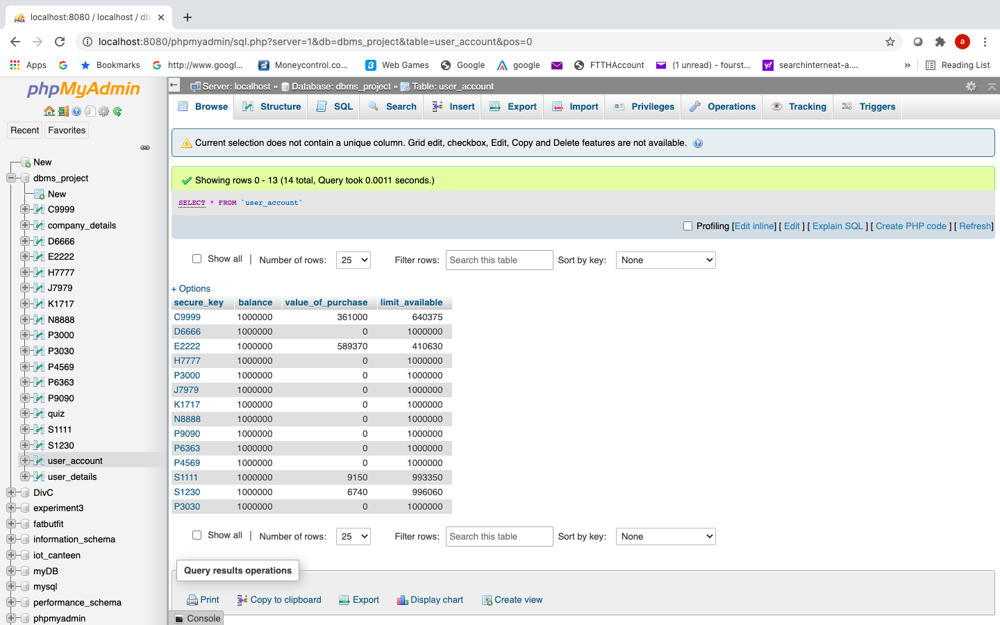 localhost:8080 / localhost / db
localhost:8080/phpmyadmin/sql.php?server=1&db=dbms_project&table=user_account&pos=0
Apps Bookmarks http://www.googl... Moneycontrol.co... Web Games Google google FTTHAccount (1 unread) - fourst... searchinterneat-a.... » Reading List
phpMyAdmin
Recent Favorites
New
dbms_project
New
C9999
company_details
D6666
E2222
H7777
J7979
K1717
N8888
P3000
P3030
P4569
P6363
P9090
quiz
S1111
S1230
user_account
user_details
DivC
experiment3
fatbutfit
information_schema
iot_canteen
myDB
mysql
performance_schema
phpmyadmin
Server: localhost » Database: dbms_project » Table: user_account
Browse Structure SQL Search Insert Export Import Privileges Operations Tracking Triggers
Current selection does not contain a unique column. Grid edit, checkbox, Edit, Copy and Delete features are not available.
Showing rows 0 - 13 (14 total, Query took 0.0011 seconds.)
SELECT * FROM `user_account`
Profiling [Edit inline] [ Edit ] [ Explain SQL ] [ Create PHP code ] [ Refresh]
Show all | Number of rows: 25 Filter rows: Search this table Sort by key: None
+ Options
secure_key balance value_of_purchase limit_available
C9999 1000000 361000 640375
D6666 1000000 0 1000000
E2222 1000000 589370 410630
H7777 1000000 0 1000000
P3000 1000000 0 1000000
J7979 1000000 0 1000000
K1717 1000000 0 1000000
N8888 1000000 0 1000000
P9090 1000000 0 1000000
P6363 1000000 0 1000000
P4569 1000000 0 1000000
S1111 1000000 9150 993350
S1230 1000000 6740 996060
P3030 1000000 0 1000000
Show all | Number of rows: 25 Filter rows: Search this table Sort by key: None
Query results operations
Print Copy to clipboard Export Display chart Create view
Console